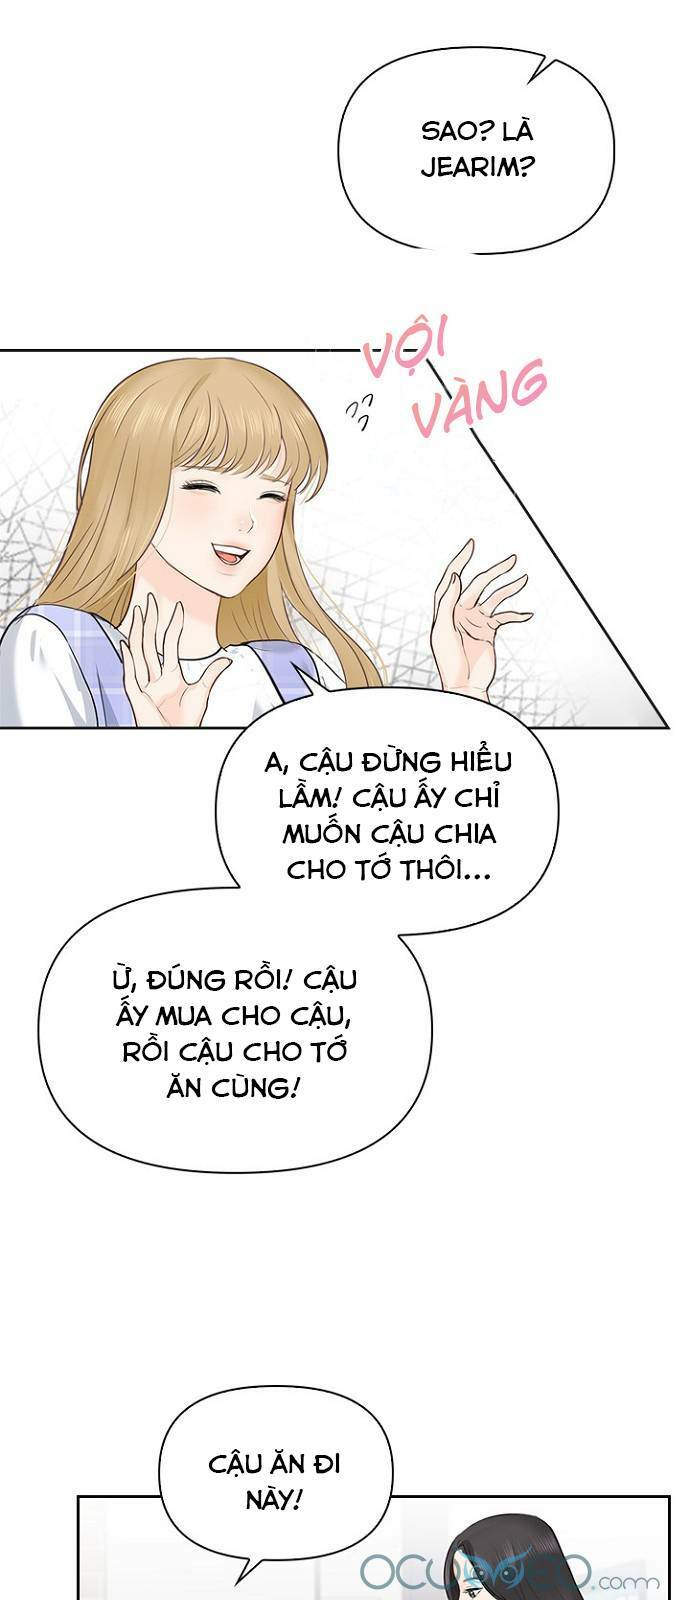 SAO? LÀ
JEARIM?
VỘI
VÀNG
A, CẬU ĐỪNG HIỂU
LẦM! CẬU ẤY CHỈ
MUỐN CẬU CHIA
CHO TỚ THÔI...
Ừ, ĐÚNG RỒI! CẬU
ẤY MUA CHO CẬU,
RỒI CẬU CHO TỚ
ĂN CÙNG!
CẬU ĂN ĐI
NÀY!